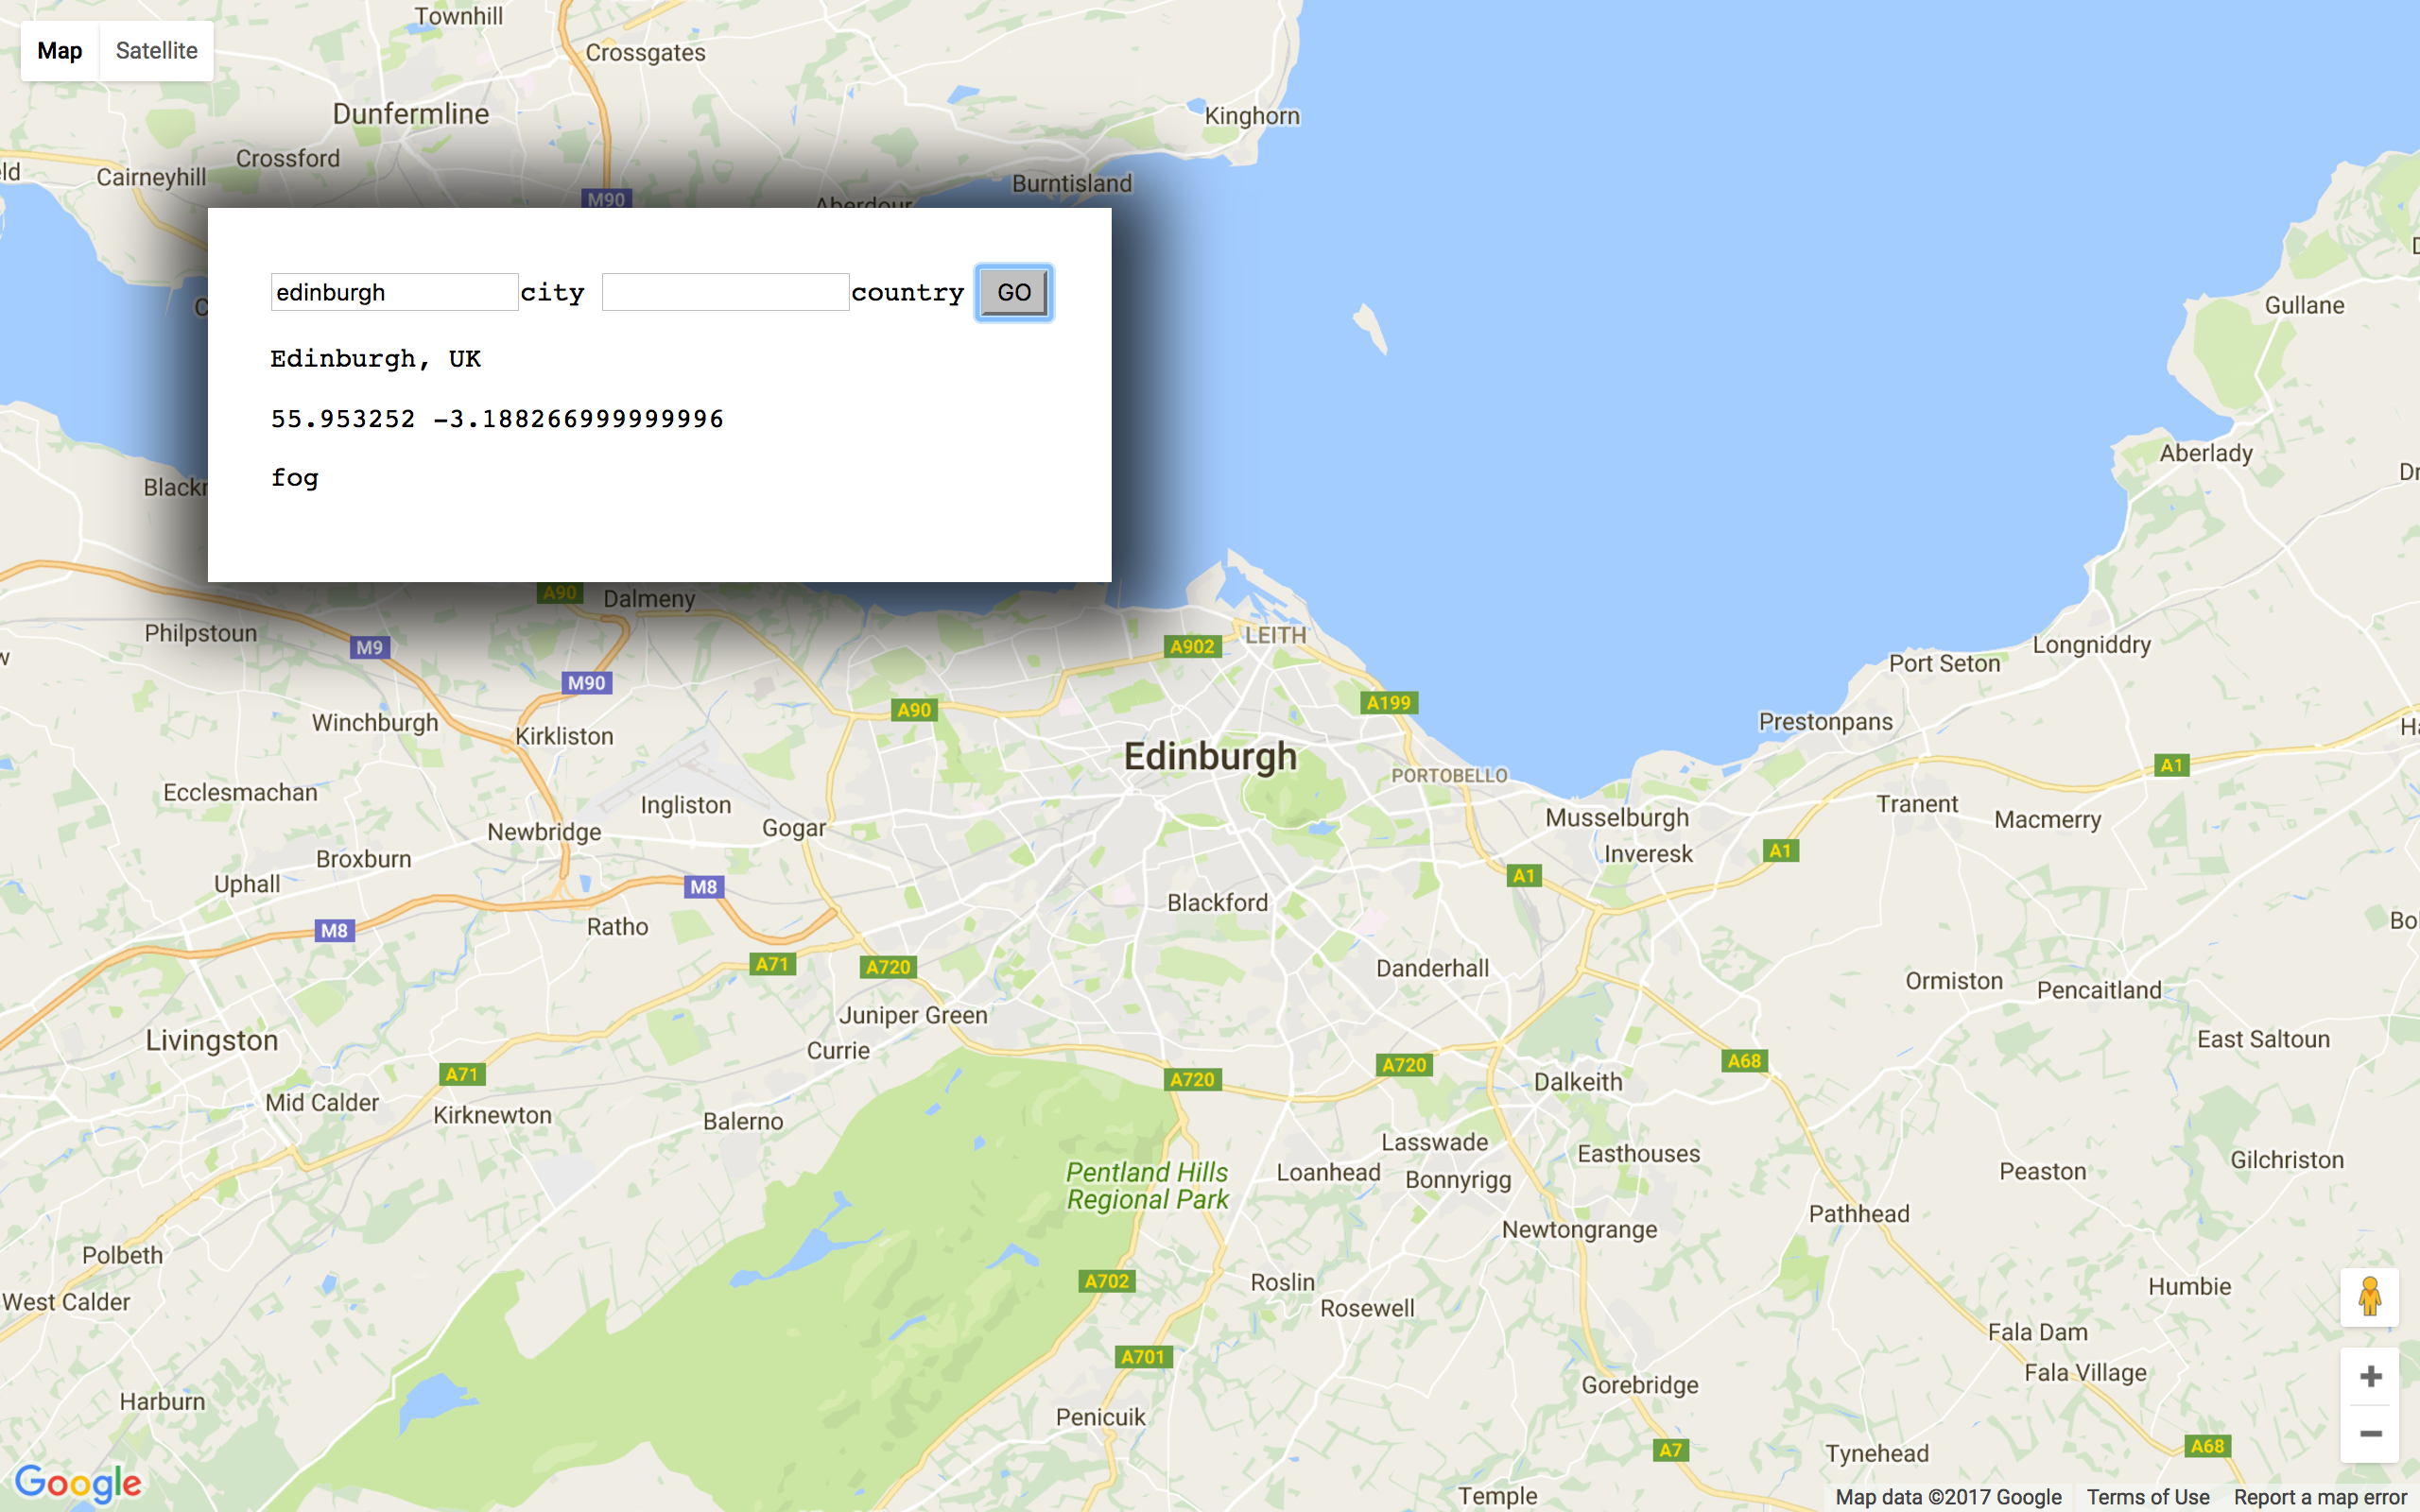 Townhill
Map Satellite
Crossgates
Dunfermline
Kinghorn
Crossford
Cairneyhill
Burntisland
M90
Aberdour
edinburgh city country GO
Gullane
Edinburgh, UK
55.953252 -3.188266999999996
Aberlady
fog
A90 Dalmeny
Philpstoun
M9
A902
LEITH
Longniddry
Port Seton
M90
A90
A199
Winchburgh
Kirkliston
Prestonpans
Edinburgh
PORTOBELLO
A1
Ecclesmachan
Ingliston
Tranent
Musselburgh
Macmerry
Newbridge
Gogar
Broxburn
Inveresk
A1
Uphall
M8
A1
Blackford
Ratho
M8
A71
A720
Danderhall
Ormiston
Pencaitland
Juniper Green
Livingston
Currie
East Saltoun
A71
A720
A720
A68
Dalkeith
Mid Calder
Kirknewton
Balerno
Lasswade
Easthouses
Pentland Hills
Regional Park
Loanhead
Bonnyrigg
Peaston
Gilchriston
Pathhead
Newtongrange
Polbeth
A702
Roslin
Humbie
West Calder
Rosewell
Fala Dam
A701
Fala Village
Gorebridge
Harburn
Penicuik
A7
Tynehead
A68
Google
Temple
Map data ©2017 Google Terms of Use Report a map error